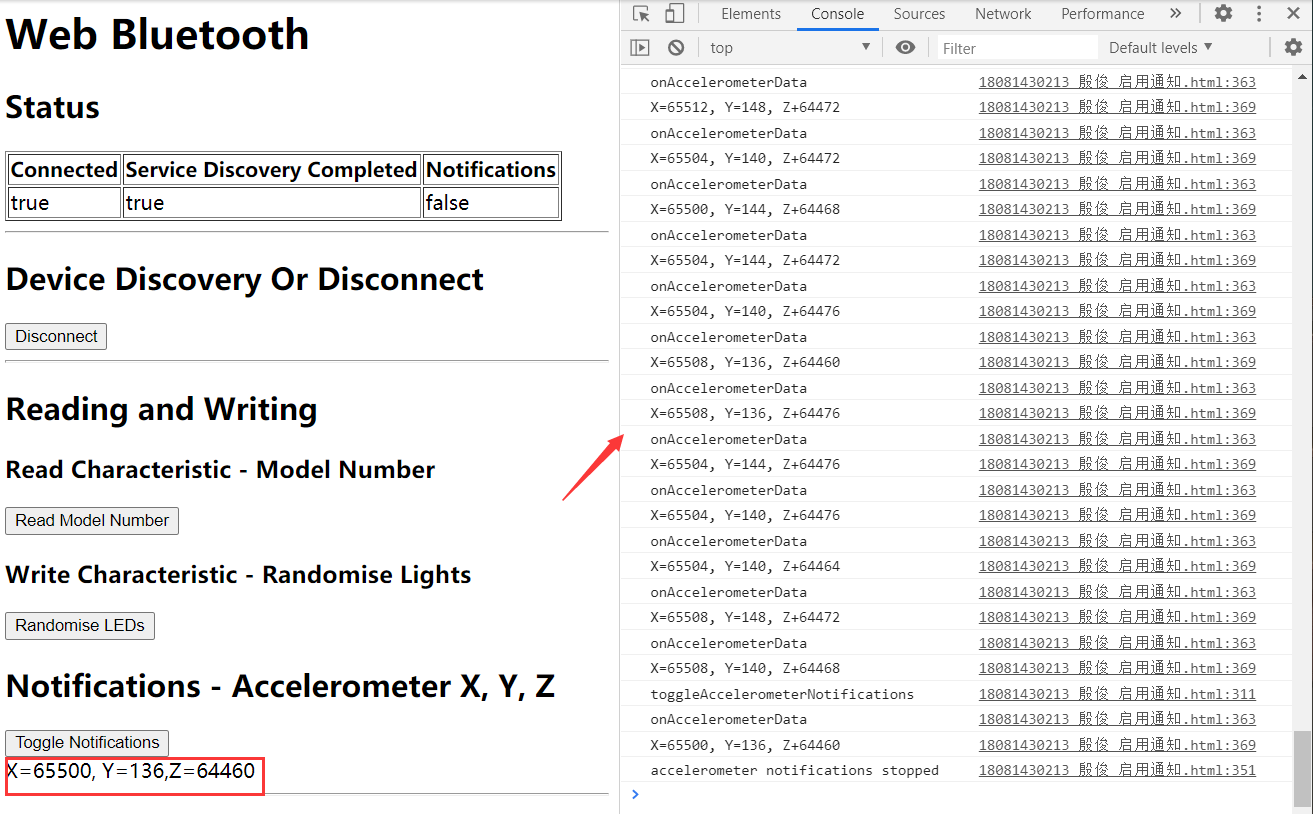 Web Bluetooth
Status
Connected Service Discovery Completed Notifications
true true false
Device Discovery Or Disconnect
Disconnect
Reading and Writing
Read Characteristic - Model Number
Read Model Number
Write Characteristic - Randomise Lights
Randomise LEDs
Notifications - Accelerometer X, Y, Z
Toggle Notifications
X=65500, Y=136,Z=64460
Elements Console Sources Network Performance »
top Filter Default levels
onAccelerometerData 18081430213 殷俊 启用通知.html:363
X=65512, Y=148, Z+64472 18081430213 殷俊 启用通知.html:369
onAccelerometerData 18081430213 殷俊 启用通知.html:363
X=65504, Y=140, Z+64472 18081430213 殷俊 启用通知.html:369
onAccelerometerData 18081430213 殷俊 启用通知.html:363
X=65500, Y=144, Z+64468 18081430213 殷俊 启用通知.html:369
onAccelerometerData 18081430213 殷俊 启用通知.html:363
X=65504, Y=144, Z+64472 18081430213 殷俊 启用通知.html:369
onAccelerometerData 18081430213 殷俊 启用通知.html:363
X=65504, Y=140, Z+64476 18081430213 殷俊 启用通知.html:369
onAccelerometerData 18081430213 殷俊 启用通知.html:363
X=65508, Y=136, Z+64460 18081430213 殷俊 启用通知.html:369
onAccelerometerData 18081430213 殷俊 启用通知.html:363
X=65508, Y=136, Z+64476 18081430213 殷俊 启用通知.html:369
onAccelerometerData 18081430213 殷俊 启用通知.html:363
X=65504, Y=144, Z+64476 18081430213 殷俊 启用通知.html:369
onAccelerometerData 18081430213 殷俊 启用通知.html:363
X=65504, Y=140, Z+64476 18081430213 殷俊 启用通知.html:369
onAccelerometerData 18081430213 殷俊 启用通知.html:363
X=65504, Y=140, Z+64464 18081430213 殷俊 启用通知.html:369
onAccelerometerData 18081430213 殷俊 启用通知.html:363
X=65508, Y=148, Z+64472 18081430213 殷俊 启用通知.html:369
onAccelerometerData 18081430213 殷俊 启用通知.html:363
X=65508, Y=140, Z+64468 18081430213 殷俊 启用通知.html:369
toggleAccelerometerNotifications 18081430213 殷俊 启用通知.html:311
onAccelerometerData 18081430213 殷俊 启用通知.html:363
X=65500, Y=136, Z+64460 18081430213 殷俊 启用通知.html:369
accelerometer notifications stopped 18081430213 殷俊 启用通知.html:351